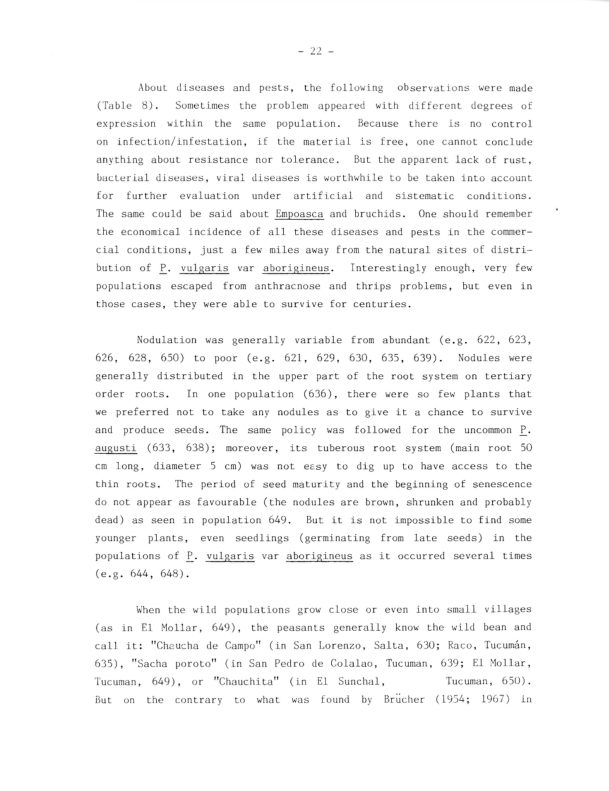 - 22 -
About diseases and pests, the following observations were made
(Table 8). Sometimes the problem appeared with different degrees of
expression within the same population. Because there is no control
on infection/infestation, if the material is free, one cannot conclude
anything about resistance nor tolerance. But the apparent lack of rust,
bacterial diseases, viral diseases is worthwhile to be taken into account
for further evaluation under artificial and sistematic conditions.
The same could be said about Empoasca and bruchids. One should remember
the economical incidence of all these diseases and pests in the commer-
cial conditions, just a few miles away from the natural sites of distri-
bution of P. vulgaris var aborigineus. Interestingly enough, very few
populations escaped from anthracnose and thrips problems, but even in
those cases, they were able to survive for centuries.
Nodulation was generally variable from abundant (e.g. 622, 623,
626, 628, 650) to poor (e.g. 621, 629, 630, 635, 639). Nodules were
generally distributed in the upper part of the root system on tertiary
order roots. In one population (636), there were so few plants that
we preferred not to take any nodules as to give it a chance to survive
and produce seeds. The same policy was followed for the uncommon P.
augusti (633, 638); moreover, its tuberous root system (main root 50
cm long, diameter 5 cm) was not easy to dig up to have access to the
thin roots. The period of seed maturity and the beginning of senescence
do not appear as favourable (the nodules are brown, shrunken and probably
dead) as seen in population 649. But it is not impossible to find some
younger plants, even seedlings (germinating from late seeds) in the
populations of P. vulgaris var aborigineus as it occurred several times
(e.g. 644, 648).
When the wild populations grow close or even into small villages
(as in El Mollar, 649), the peasants generally know the wild bean and
call it: "Chaucha de Campo" (in San Lorenzo, Salta, 630; Raco, Tucumán,
635), "Sacha poroto" (in San Pedro de Colalao, Tucuman, 639; El Mollar,
Tucuman, 649), or "Chauchita" (in El Sunchal, Tucuman, 650).
But on the contrary to what was found by Brücher (1954; 1967) in